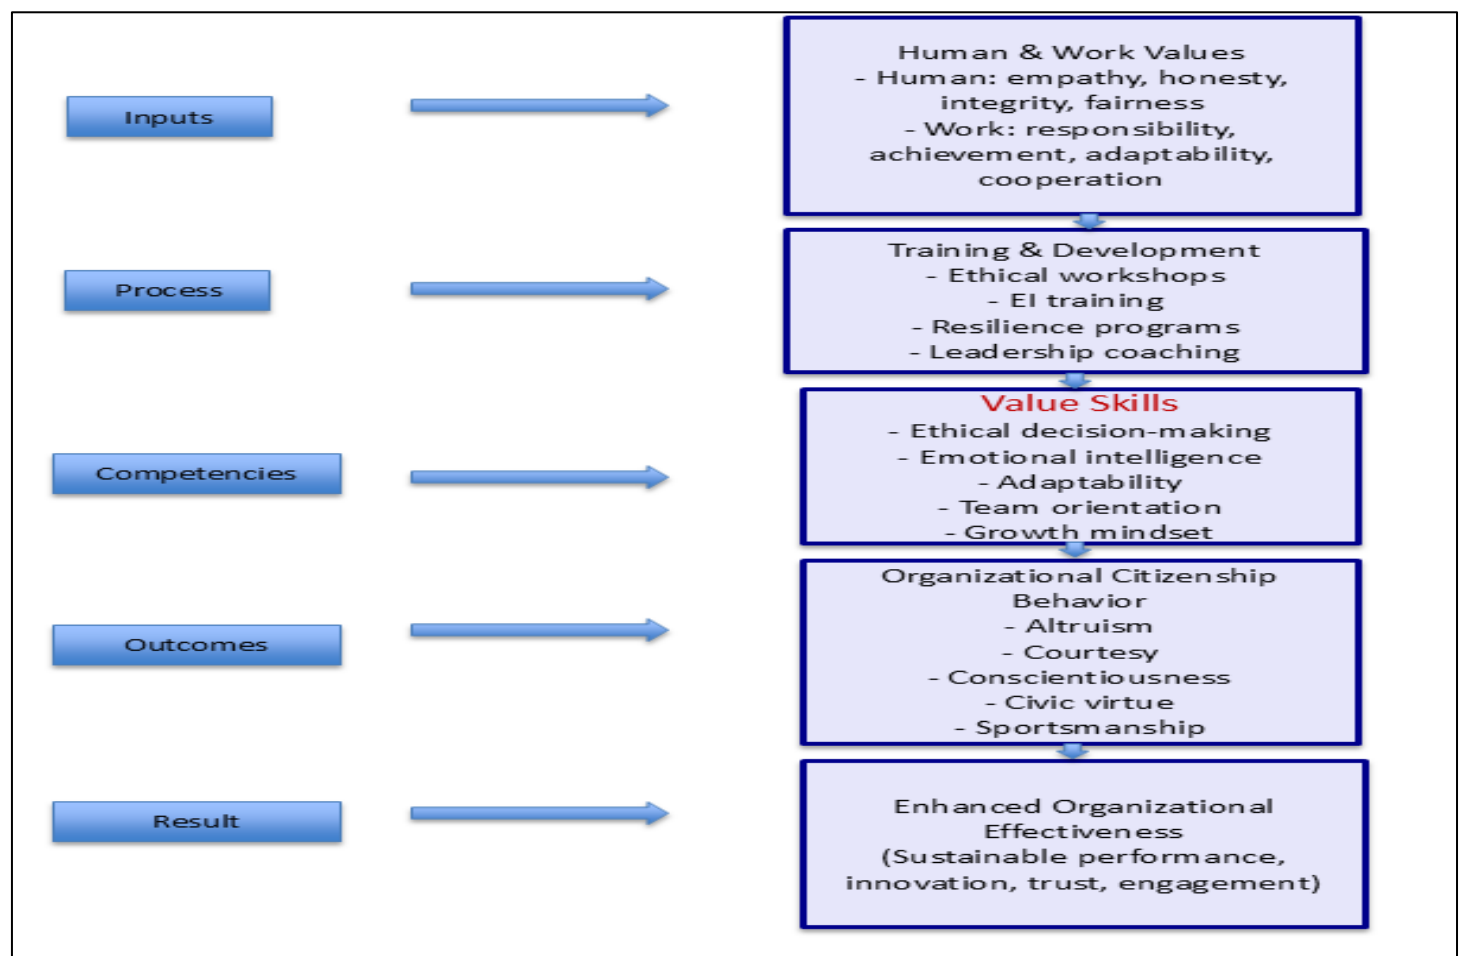 Inputs
Human & Work Values
- Human: empathy, honesty,
integrity, fairness
- Work: responsibility,
achievement, adaptability,
cooperation
Process
Training & Development
- Ethical workshops
- EI training
- Resilience programs
- Leadership coaching
Competencies
Value Skills
- Ethical decision-making
- Emotional intelligence
- Adaptability
- Team orientation
- Growth mindset
Outcomes
Organizational Citizenship
Behavior
- Altruism
- Courtesy
- Conscientiousness
- Civic virtue
- Sportsmanship
Result
Enhanced Organizational
Effectiveness
(Sustainable performance,
innovation, trust, engagement)